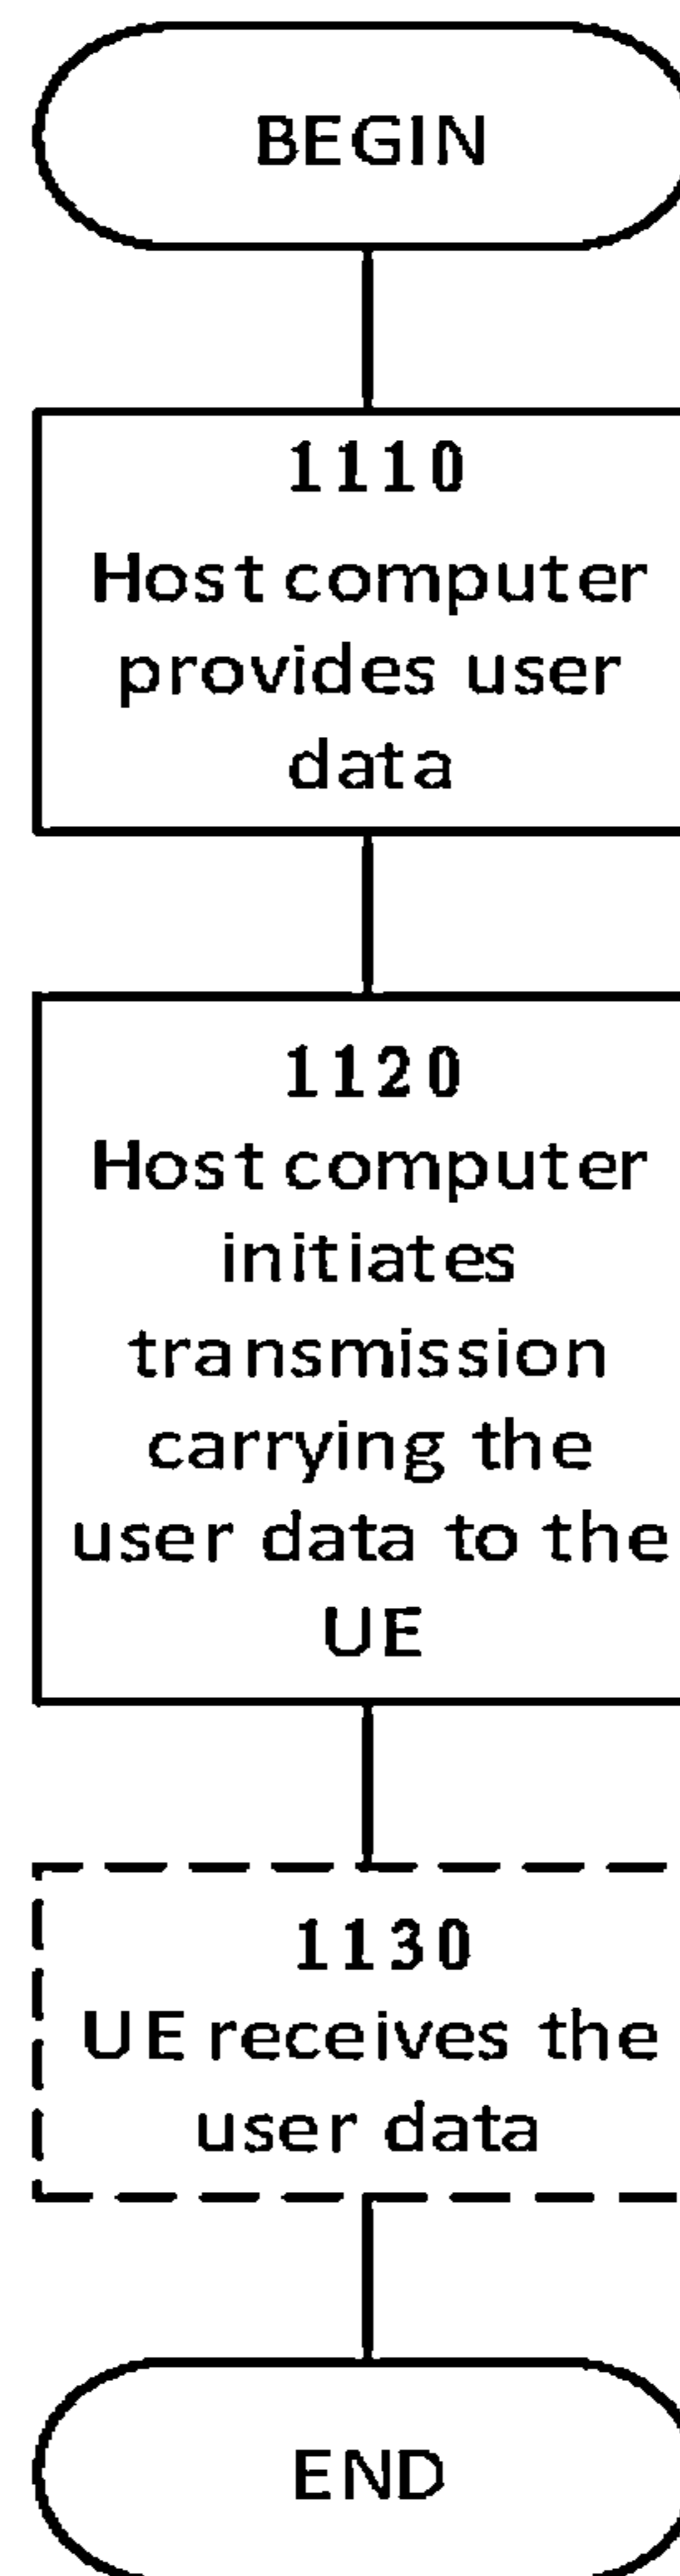 BEGIN
1110
Host computer
provides user
data
1120
Host computer
initiates
transmission
carrying the
user data to the
UE
1130
UE receives the
user data
END